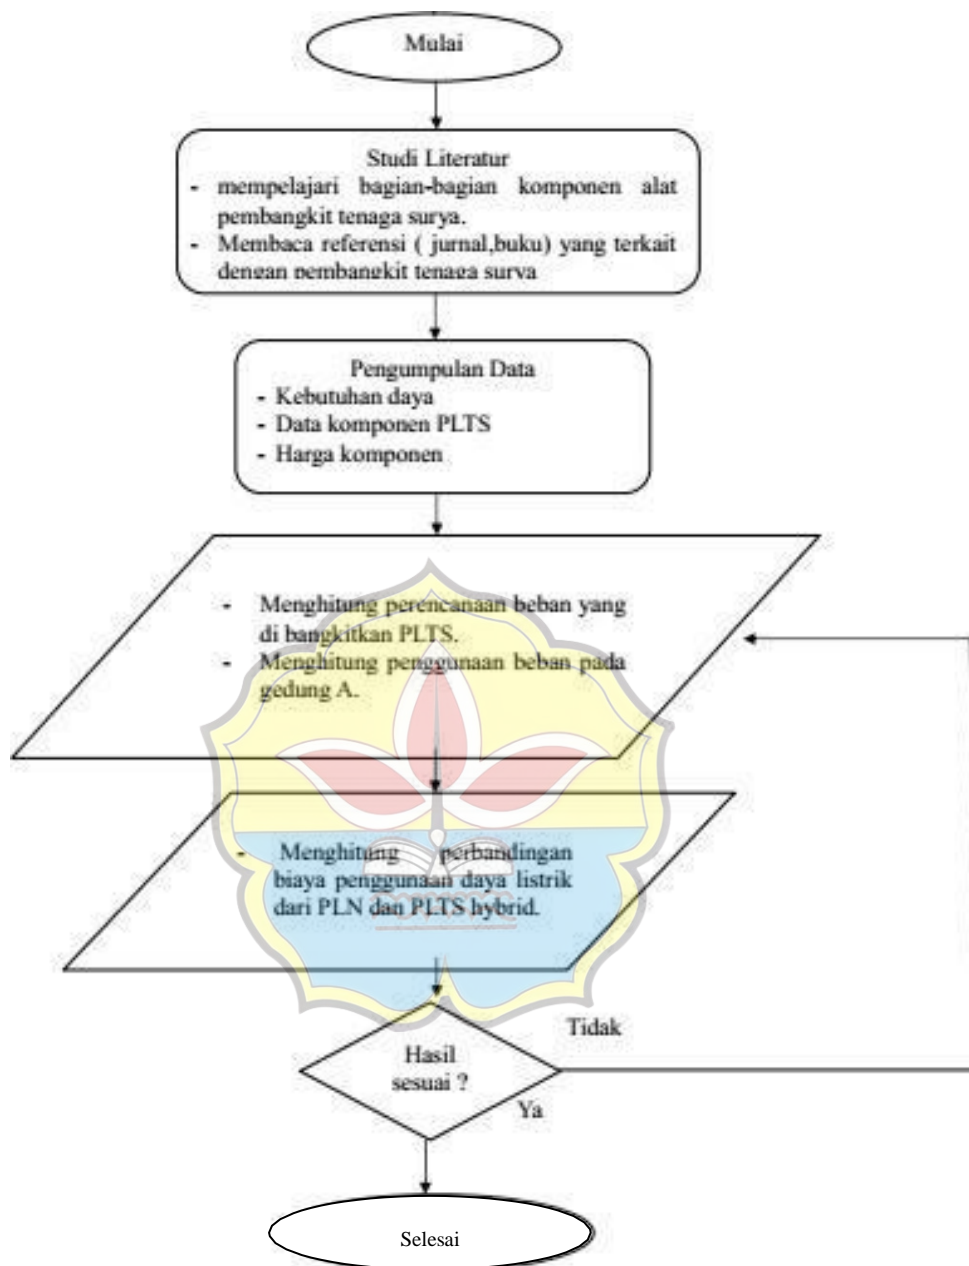 Mulai
Studi Literatur
- mempelajari bagian-bagian komponen alat
pembangkit tenaga surya.
- Membaca referensi ( jurnal,buku) yang terkait
dengan pembangkit tenaga surya
Pengumpulan Data
- Kebutuhan daya
- Data komponen PLTS
- Harga komponen
- Menghitung perencanaan beban yang
di bangkitkan PLTS.
- Menghitung penggunaan beban pada
gedung A.
- Menghitung perbandingan
biaya penggunaan daya listrik
dari PLN dan PLTS hybrid.
Tidak
Hasil
sesuai ?
Ya
Selesai